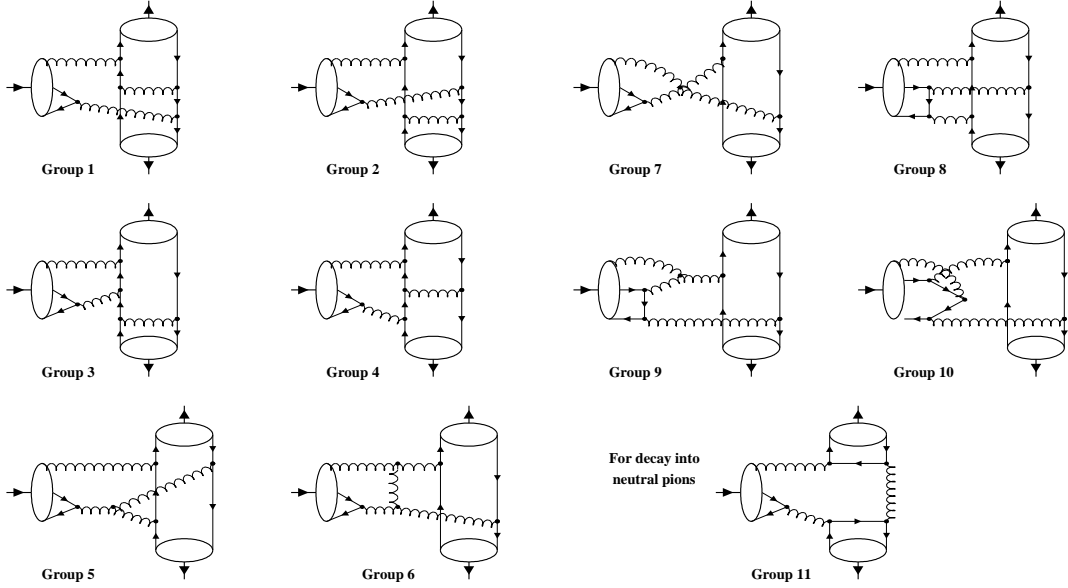 Group 1
Group 2
Group 7
Group 8
Group 3
Group 4
Group 9
Group 10
For decay into
neutral pions
Group 5
Group 6
Group 11